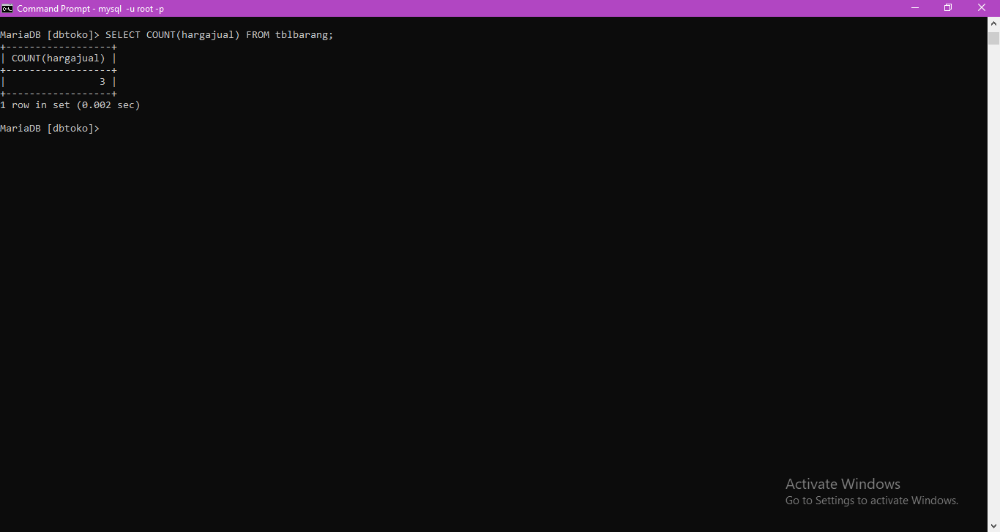 Command Prompt - mysql -u root -p
MariaDB [dbtoko]> SELECT COUNT(hargajual) FROM tblbarang;
+------------------+
| COUNT(hargajual) |
+------------------+
|                3 |
+------------------+
1 row in set (0.002 sec)
MariaDB [dbtoko]>
Activate Windows
Go to Settings to activate Windows.